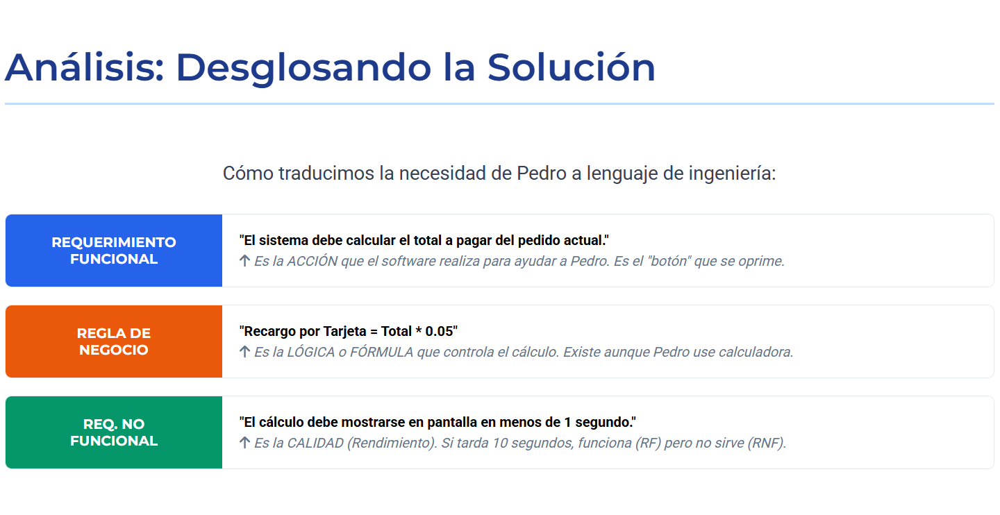 Análisis: Desglosando la Solución
Cómo traducimos la necesidad de Pedro a lenguaje de ingeniería:
REQUERIMIENTO
FUNCIONAL
"El sistema debe calcular el total a pagar del pedido actual."
↑ Es la ACCIÓN que el software realiza para ayudar a Pedro. Es el "botón" que se oprime.
REGLA DE
NEGOCIO
"Recargo por Tarjeta = Total * 0.05"
↑ Es la LÓGICA o FÓRMULA que controla el cálculo. Existe aunque Pedro use calculadora.
REQ. NO
FUNCIONAL
"El cálculo debe mostrarse en pantalla en menos de 1 segundo."
↑ Es la CALIDAD (Rendimiento). Si tarda 10 segundos, funciona (RF) pero no sirve (RNF).